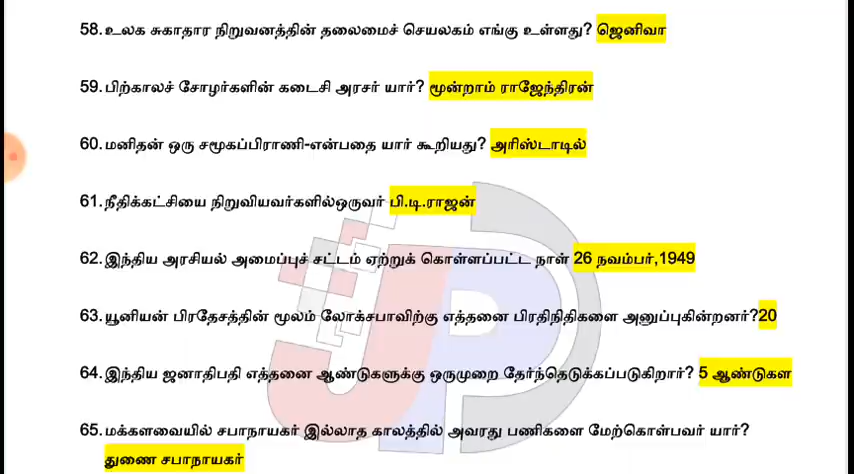 58.உலக சுகாதார நிறுவனத்தின் தலைமைச் செயலகம் எங்கு உள்ளது? ஜெனிவா
59.பிற்காலச் சோழர்களின் கடைசி அரசர் யார்? மூன்றாம் ராஜேந்திரன்
60.மனிதன் ஒரு சமூகப்பிராணி-என்பதை யார் கூறியது? அரிஸ்டாடில்
61.நீதிக்கட்சியை நிறுவியவர்களில்ஒருவர் பி.டி.ராஜன்
62.இந்திய அரசியல் அமைப்புச் சட்டம் ஏற்றுக் கொள்ளப்பட்ட நாள் 26 நவம்பர்,1949
63.யூனியன் பிரதேசத்தின் மூலம் லோக்சபாவிற்கு எத்தனை பிரதிநிதிகளை அனுப்புகின்றனர்?20
64.இந்திய ஜனாதிபதி எத்தனை ஆண்டுகளுக்கு ஒருமுறை தேர்ந்தெடுக்கப்படுகிறார்? 5 ஆண்டுகள
65.மக்களவையில் சபாநாயகர் இல்லாத காலத்தில் அவரது பணிகளை மேற்கொள்பவர் யார்?
துணை சபாநாயகர்